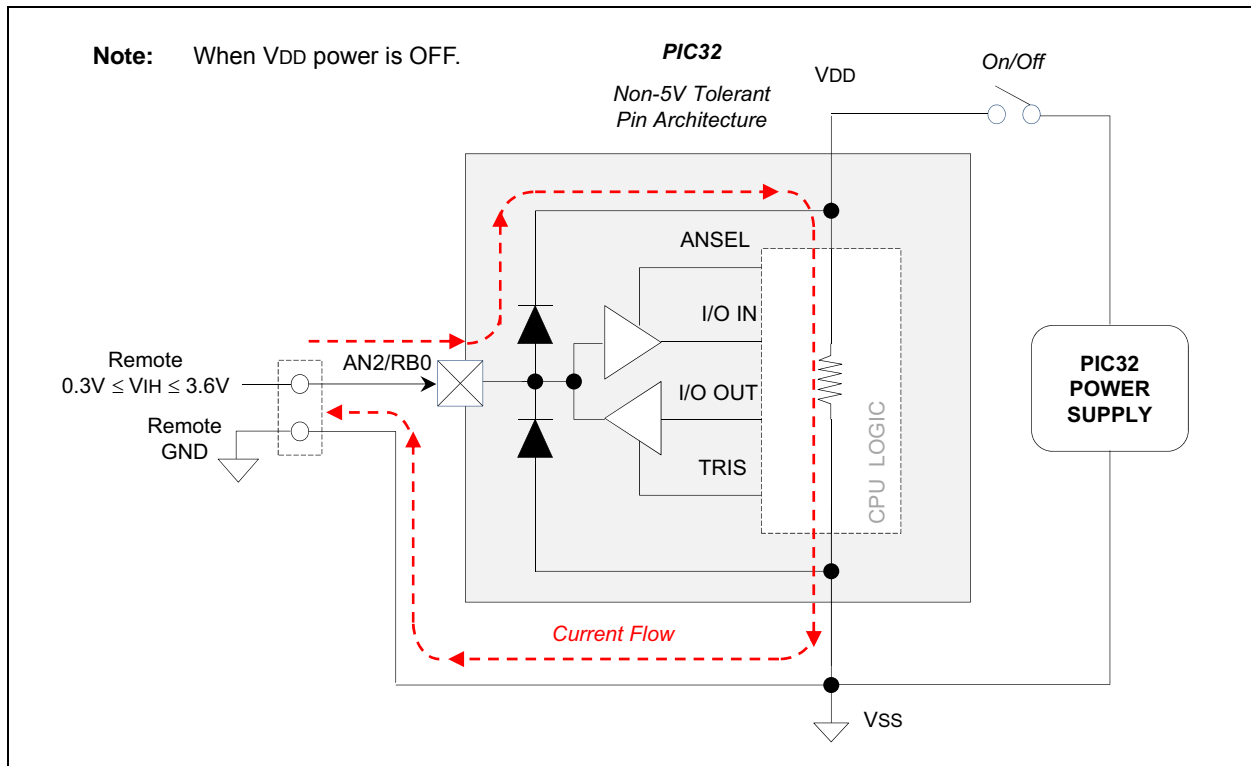 Note: When VDD power is OFF.
PIC32
Non-5V Tolerant
Pin Architecture
VDD
On/Off
ANSEL
I/O IN
I/O OUT
TRIS
CPU LOGIC
Remote
0.3V ≤ VIH ≤ 3.6V
AN2/RB0
Remote
GND
PIC32
POWER
SUPPLY
Current Flow
VSS